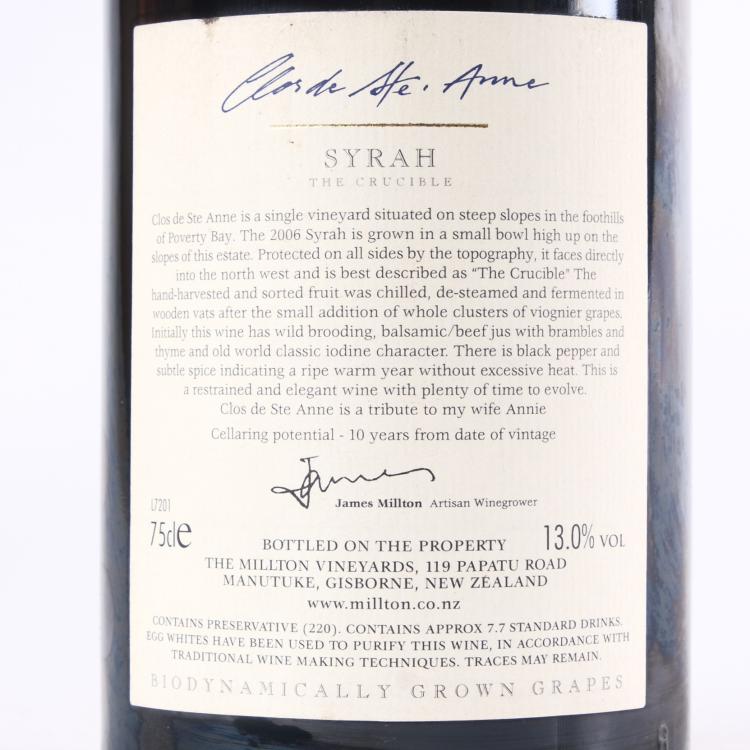 Clos de Ste. Anne
SYRAH
THE CRUCIBLE
Clos de Ste Anne is a single vineyard situated on steep slopes in the foothills
of Poverty Bay. The 2006 Syrah is grown in a small bowl high up on the
slopes of this estate. Protected on all sides by the topography, it faces directly
into the north west and is best described as "The Crucible" The
hand-harvested and sorted fruit was chilled, de-steamed and fermented in
wooden vats after the small addition of whole clusters of viognier grapes.
Initially this wine has wild brooding, balsamic/beef jus with brambles and
thyme and old world classic iodine character. There is black pepper and
subtle spice indicating a ripe warm year without excessive heat. This is
a restrained and elegant wine with plenty of time to evolve.
Clos de Ste Anne is a tribute to my wife Annie
Cellaring potential - 10 years from date of vintage
James
James Millton Artisan Winegrower
L7201
75cle
13.0% VOL
BOTTLED ON THE PROPERTY
THE MILLTON VINEYARDS, 119 PAPATU ROAD
MANUTUKE, GISBORNE, NEW ZEALAND
www.millton.co.nz
CONTAINS PRESERVATIVE (220). CONTAINS APPROX 7.7 STANDARD DRINKS.
EGG WHITES HAVE BEEN USED TO PURIFY THIS WINE, IN ACCORDANCE WITH
TRADITIONAL WINE MAKING TECHNIQUES. TRACES MAY REMAIN.
BIODYNAMICALLY GROWN GRAPES